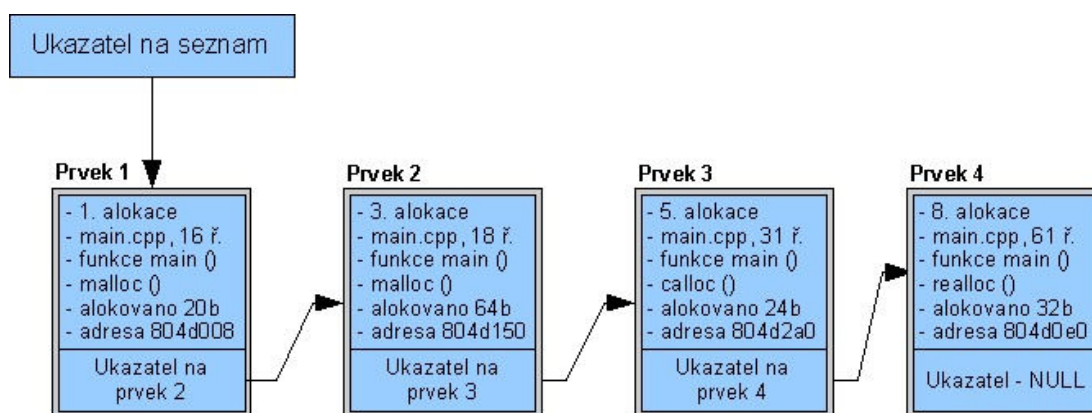 Ukazatel na seznam
Prvek 1
- 1. alokace
- main.cpp, 16 ř.
- funkce main ()
- malloc ()
- alokovano 20b
- adresa 804d008
Ukazatel na
prvek 2
Prvek 2
- 3. alokace
- main.cpp, 18 ř.
- funkce main ()
- malloc ()
- alokovano 64b
- adresa 804d150
Ukazatel na
prvek 3
Prvek 3
- 5. alokace
- main.cpp, 31 ř.
- funkce main ()
- calloc ()
- alokovano 24b
- adresa 804d2a0
Ukazatel na
prvek 4
Prvek 4
- 8. alokace
- main.cpp, 61 ř.
- funkce main ()
- realloc ()
- alokovano 32b
- adresa 804d0e0
Ukazatel - NULL